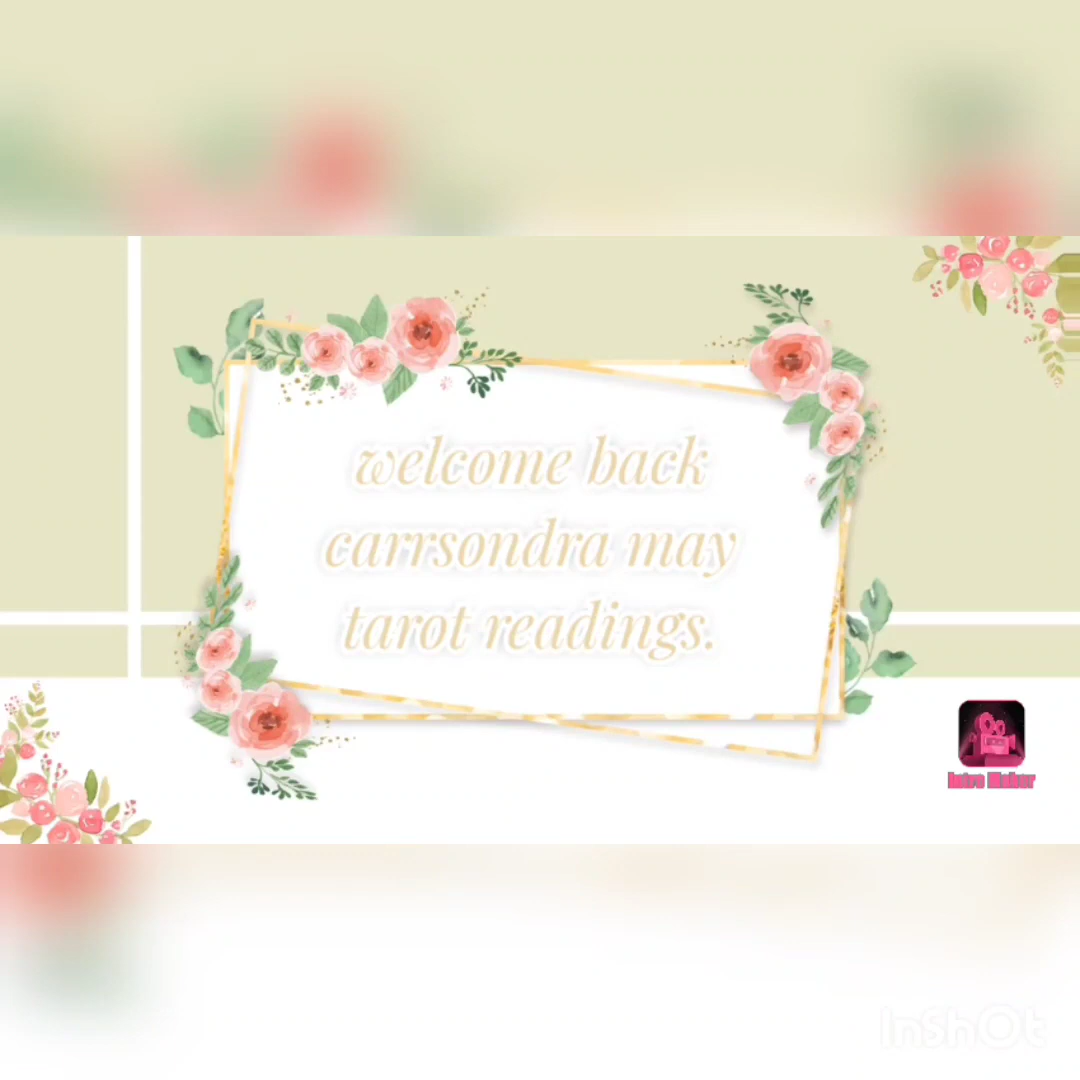 welcome back
carrsondra may
tarot readings.
Intro Maker
InShOt